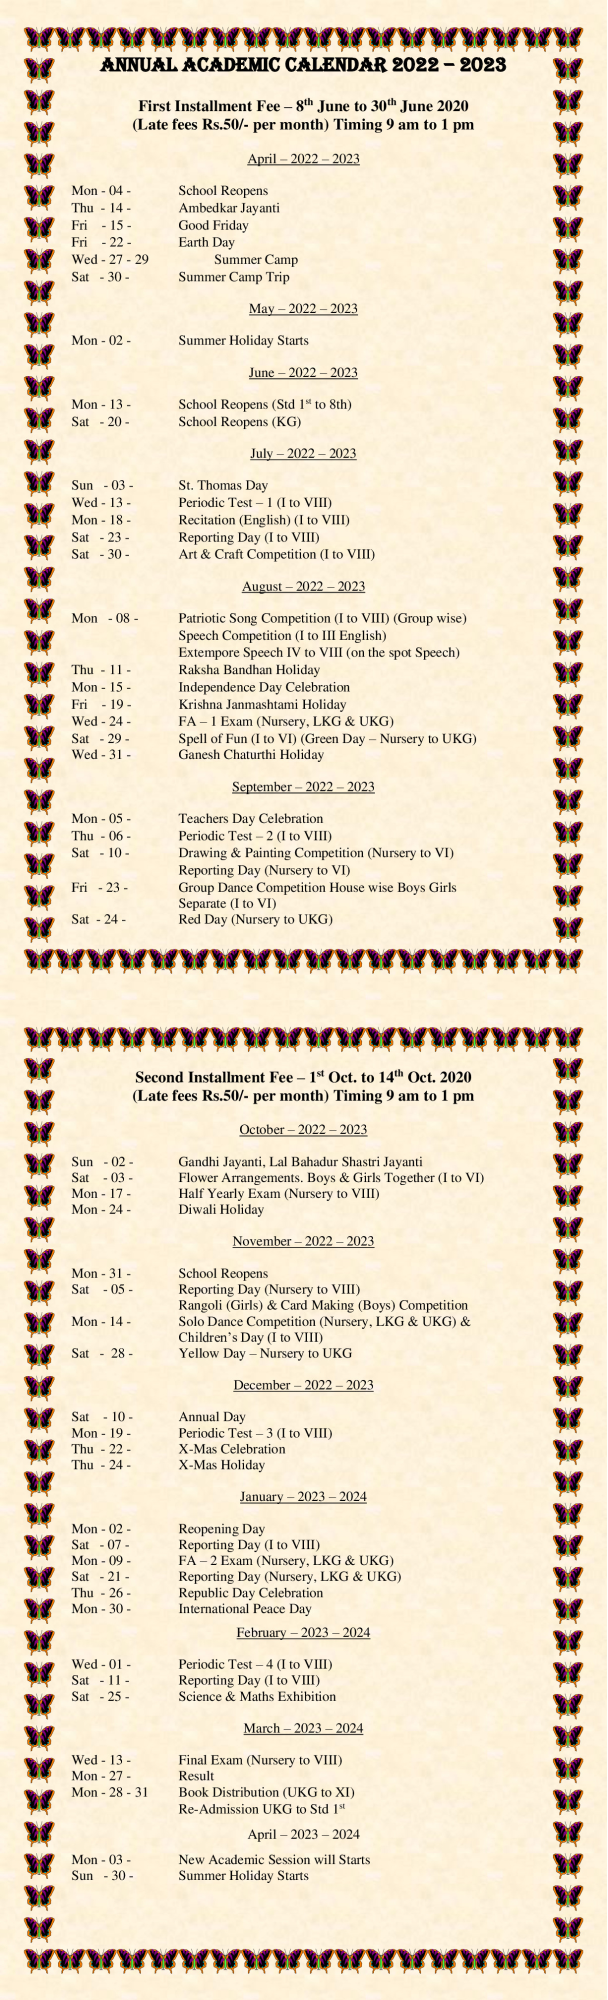 ANNUAL ACADEMIC CALENDAR 2022 – 2023
First Installment Fee – 8th June to 30th June 2020
(Late fees Rs.50/- per month) Timing 9 am to 1 pm
April – 2022 – 2023
Mon - 04 - School Reopens
Thu - 14 - Ambedkar Jayanti
Fri - 15 - Good Friday
Fri - 22 - Earth Day
Wed - 27 - 29 Summer Camp
Sat - 30 - Summer Camp Trip
May – 2022 – 2023
Mon - 02 - Summer Holiday Starts
June – 2022 – 2023
Mon - 13 - School Reopens (Std 1st to 8th)
Sat - 20 - School Reopens (KG)
July – 2022 – 2023
Sun - 03 - St. Thomas Day
Wed - 13 - Periodic Test – 1 (I to VIII)
Mon - 18 - Recitation (English) (I to VIII)
Sat - 23 - Reporting Day (I to VIII)
Sat - 30 - Art & Craft Competition (I to VIII)
August – 2022 – 2023
Mon - 08 - Patriotic Song Competition (I to VIII) (Group wise)
Speech Competition (I to III English)
Extempore Speech IV to VIII (on the spot Speech)
Thu - 11 - Raksha Bandhan Holiday
Mon - 15 - Independence Day Celebration
Fri - 19 - Krishna Janmashtami Holiday
Wed - 24 - FA – 1 Exam (Nursery, LKG & UKG)
Sat - 29 - Spell of Fun (I to VI) (Green Day – Nursery to UKG)
Wed - 31 - Ganesh Chaturthi Holiday
September – 2022 – 2023
Mon - 05 - Teachers Day Celebration
Thu - 06 - Periodic Test – 2 (I to VIII)
Sat - 10 - Drawing & Painting Competition (Nursery to VI)
Reporting Day (Nursery to VI)
Fri - 23 - Group Dance Competition House wise Boys Girls
Separate (I to VI)
Sat - 24 - Red Day (Nursery to UKG)
Second Installment Fee – 1st Oct. to 14th Oct. 2020
(Late fees Rs.50/- per month) Timing 9 am to 1 pm
October – 2022 – 2023
Sun - 02 - Gandhi Jayanti, Lal Bahadur Shastri Jayanti
Sat - 03 - Flower Arrangements. Boys & Girls Together (I to VI)
Mon - 17 - Half Yearly Exam (Nursery to VIII)
Mon - 24 - Diwali Holiday
November – 2022 – 2023
Mon - 31 - School Reopens
Sat - 05 - Reporting Day (Nursery to VIII)
Rangoli (Girls) & Card Making (Boys) Competition
Mon - 14 - Solo Dance Competition (Nursery, LKG & UKG) &
Children's Day (I to VIII)
Sat - 28 - Yellow Day – Nursery to UKG
December – 2022 – 2023
Sat - 10 - Annual Day
Mon - 19 - Periodic Test – 3 (I to VIII)
Thu - 22 - X-Mas Celebration
Thu - 24 - X-Mas Holiday
January – 2023 – 2024
Mon - 02 - Reopening Day
Sat - 07 - Reporting Day (I to VIII)
Mon - 09 - FA – 2 Exam (Nursery, LKG & UKG)
Sat - 21 - Reporting Day (Nursery, LKG & UKG)
Thu - 26 - Republic Day Celebration
Mon - 30 - International Peace Day
February – 2023 – 2024
Wed - 01 - Periodic Test – 4 (I to VIII)
Sat - 11 - Reporting Day (I to VIII)
Sat - 25 - Science & Maths Exhibition
March – 2023 – 2024
Wed - 13 - Final Exam (Nursery to VIII)
Mon - 27 - Result
Mon - 28 - 31 Book Distribution (UKG to XI)
Re-Admission UKG to Std 1st
April – 2023 – 2024
Mon - 03 - New Academic Session will Starts
Sun - 30 - Summer Holiday Starts